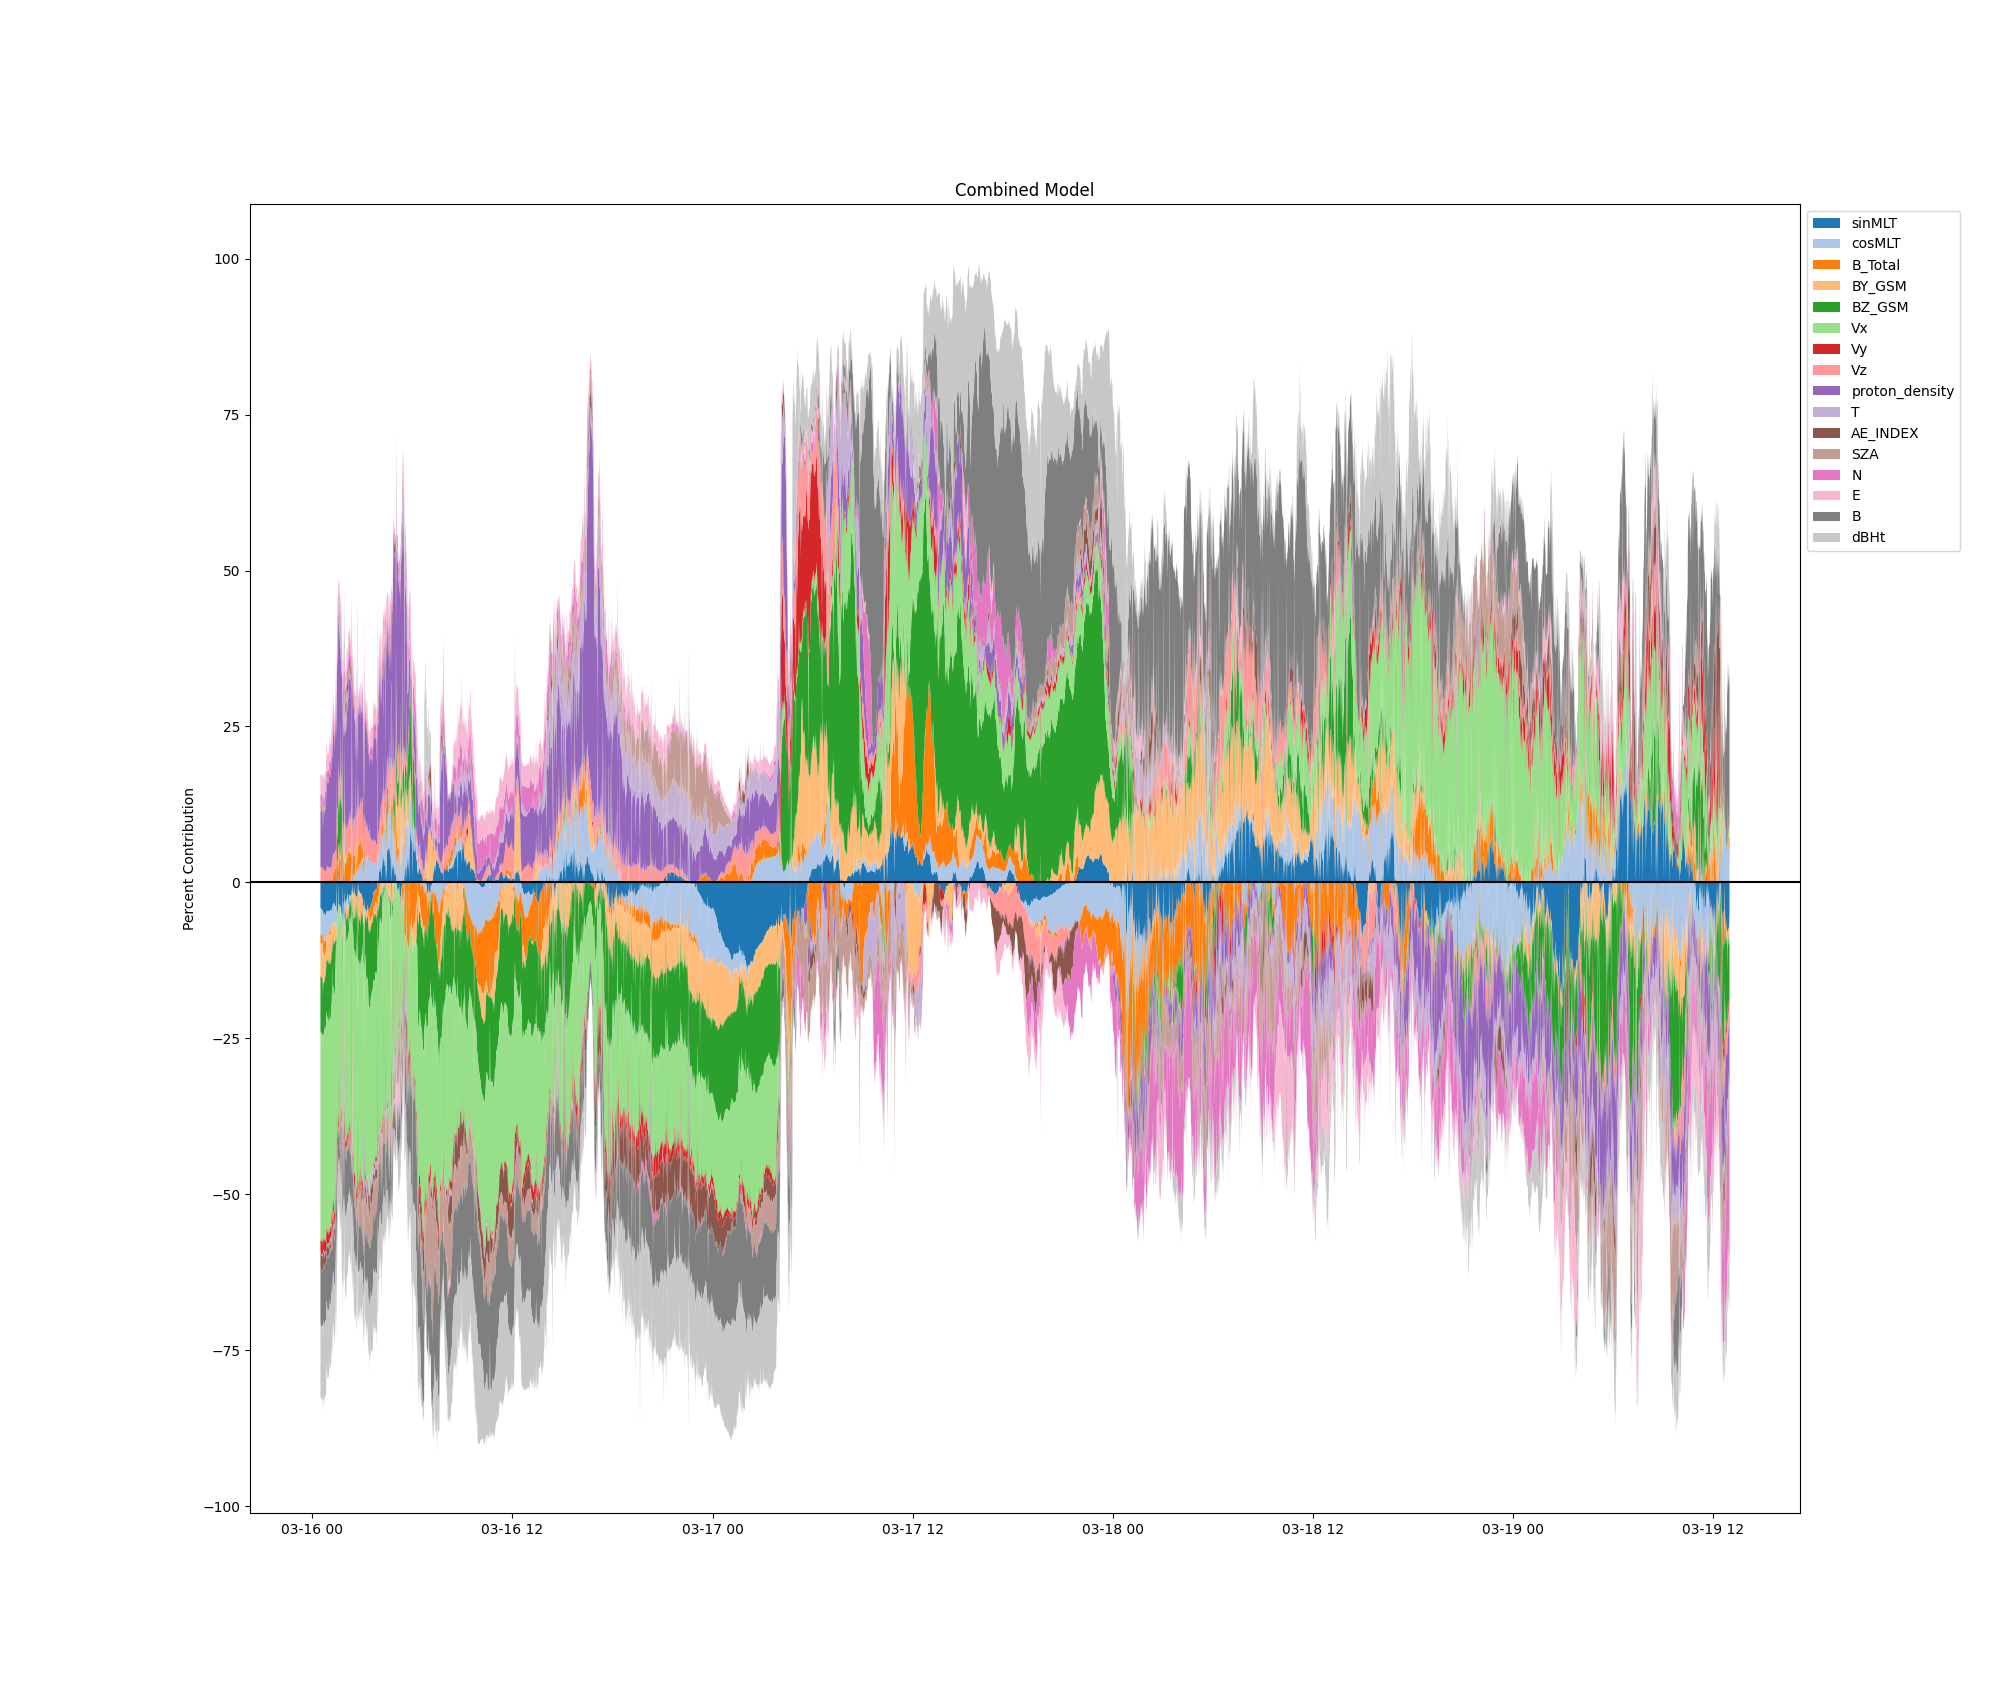 Combined Model
Percent Contribution
100
75
50
25
0
−25
−50
−75
−100
03-16 00
03-16 12
03-17 00
03-17 12
03-18 00
03-18 12
03-19 00
03-19 12
sinMLT
cosMLT
B_Total
BY_GSM
BZ_GSM
Vx
Vy
Vz
proton_density
T
AE_INDEX
SZA
N
E
B
dBHt